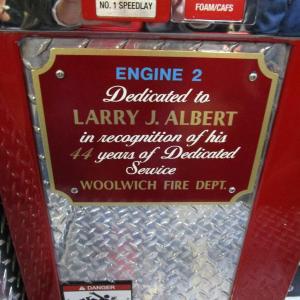 NO. 1 SPEEDLAY
FOAM/CAFS
ENGINE 2
Dedicated to
LARRY J. ALBERT
in recognition of his
44 years of Dedicated
Service
WOOLWICH FIRE DEPT.
DANGER